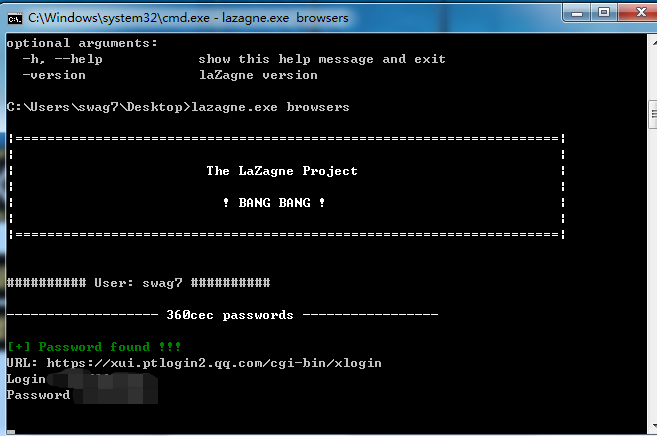 C:\Windows\system32\cmd.exe - lazagne.exe browsers
optional arguments:
-h, --help show this help message and exit
-version laZagne version
C:\Users\swag7\Desktop>lazagne.exe browsers
|====================================================================|
The LaZagne Project
! BANG BANG !
|====================================================================|
########## User: swag7 ##########
------------------- 360cec passwords -----------------
[+] Password found !!!
URL: https://xui.ptlogin2.qq.com/cgi-bin/xlogin
Login
Password